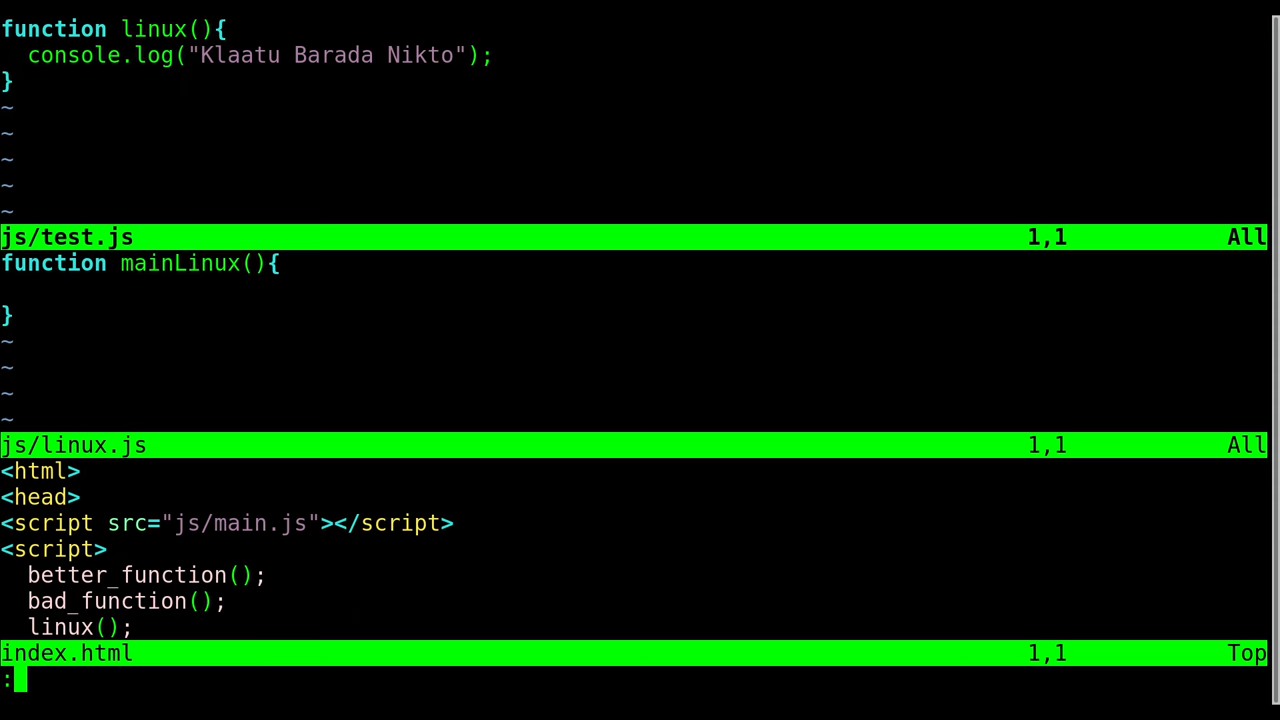 function linux(){
  console.log("Klaatu Barada Nikto");
}
~
~
~
~
~
js/test.js 1,1 All
function mainLinux(){
}
~
~
~
~
js/linux.js 1,1 All
<html>
<head>
<script src="js/main.js"></script>
<script>
  better_function();
  bad_function();
  linux();
index.html 1,1 Top
: